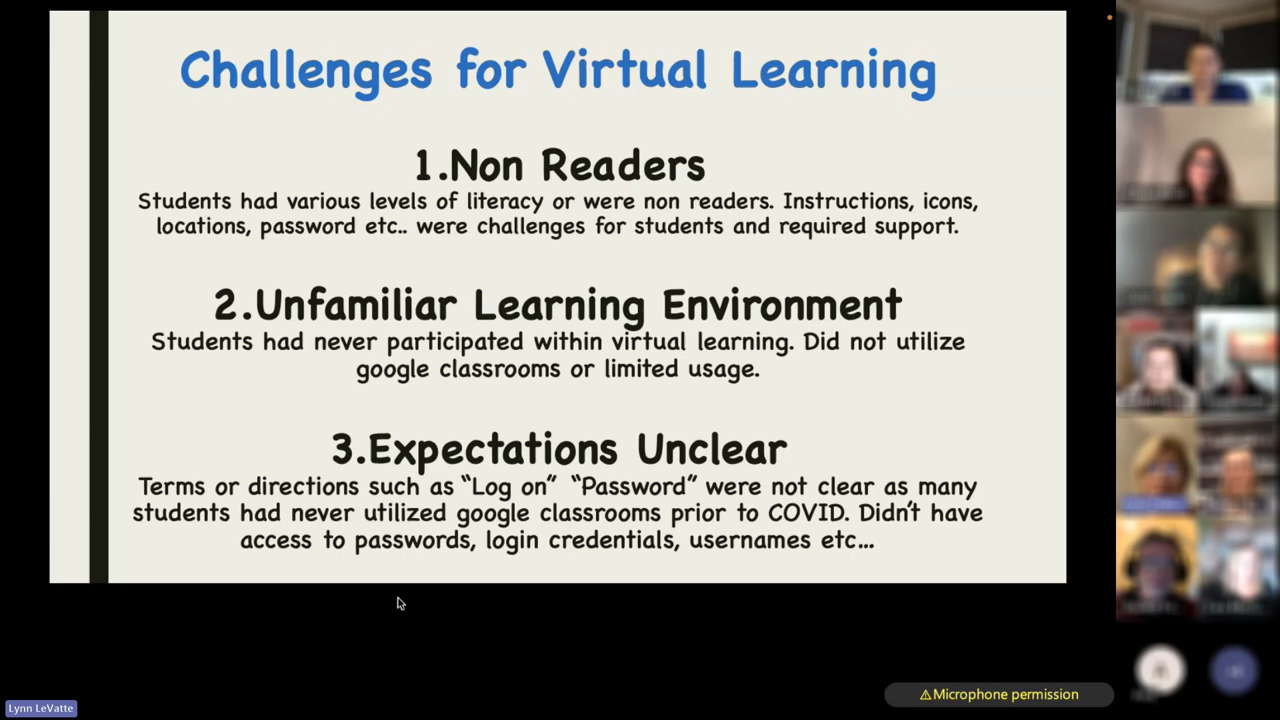 Challenges for Virtual Learning
1.Non Readers
Students had various levels of literacy or were non readers. Instructions, icons,
locations, password etc.. were challenges for students and required support.
2.Unfamiliar Learning Environment
Students had never participated within virtual learning. Did not utilize
google classrooms or limited usage.
3.Expectations Unclear
Terms or directions such as “Log on” “Password” were not clear as many
students had never utilized google classrooms prior to COVID. Didn’t have
access to passwords, login credentials, usernames etc...
⚠Microphone permission
Lynn LeVatte